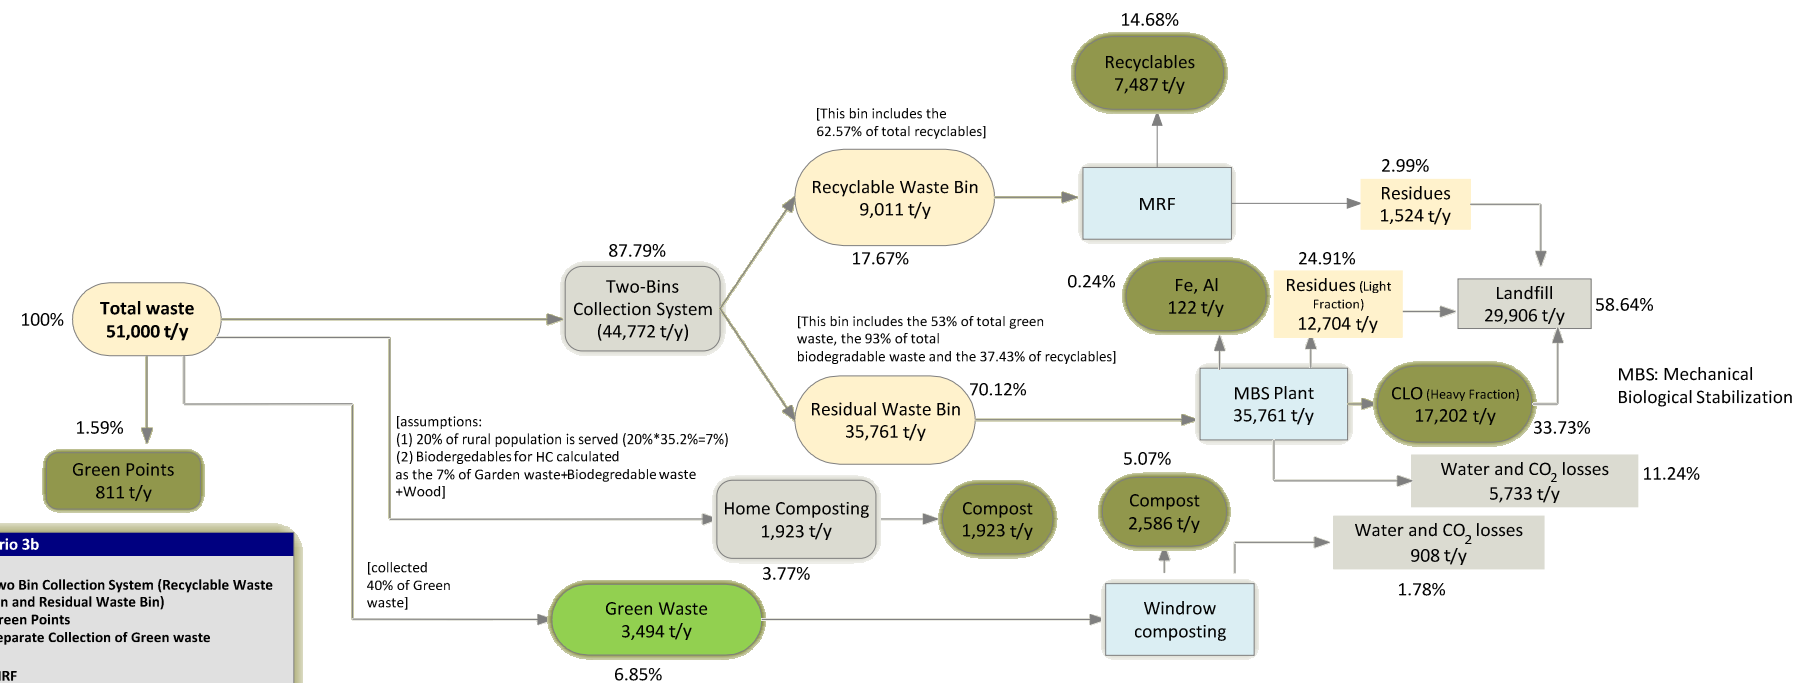 14.68%
Recyclables
7,487 t/y
[This bin includes the
62.57% of total recyclables]
Recyclable Waste Bin
9,011 t/y
17.67%
MRF
2.99%
Residues
1,524 t/y
87.79%
Two-Bins
Collection System
(44,772 t/y)
0.24%
Fe, Al
122 t/y
24.91%
Residues (Light
Fraction)
12,704 t/y
Landfill
29,906 t/y
58.64%
100%
Total waste
51,000 t/y
[This bin includes the 53% of total green
waste, the 93% of total
biodegradable waste and the 37.43% of recyclables]
70.12%
Residual Waste Bin
35,761 t/y
MBS Plant
35,761 t/y
CLO (Heavy Fraction)
17,202 t/y
33.73%
MBS: Mechanical
Biological Stabilization
1.59%
Green Points
811 t/y
[assumptions:
(1) 20% of rural population is served (20%*35.2%=7%)
(2) Biodergedables for HC calculated
as the 7% of Garden waste+Biodegredable waste
+Wood]
Water and CO2 losses
5,733 t/y
11.24%
Home Composting
1,923 t/y
3.77%
Compost
1,923 t/y
5.07%
Compost
2,586 t/y
Water and CO2 losses
908 t/y
1.78%
[collected
40% of Green
waste]
Green Waste
3,494 t/y
6.85%
Windrow
composting
rio 3b
wo Bin Collection System (Recyclable Waste
n and Residual Waste Bin)
reen Points
eparate Collection of Green waste
MRF